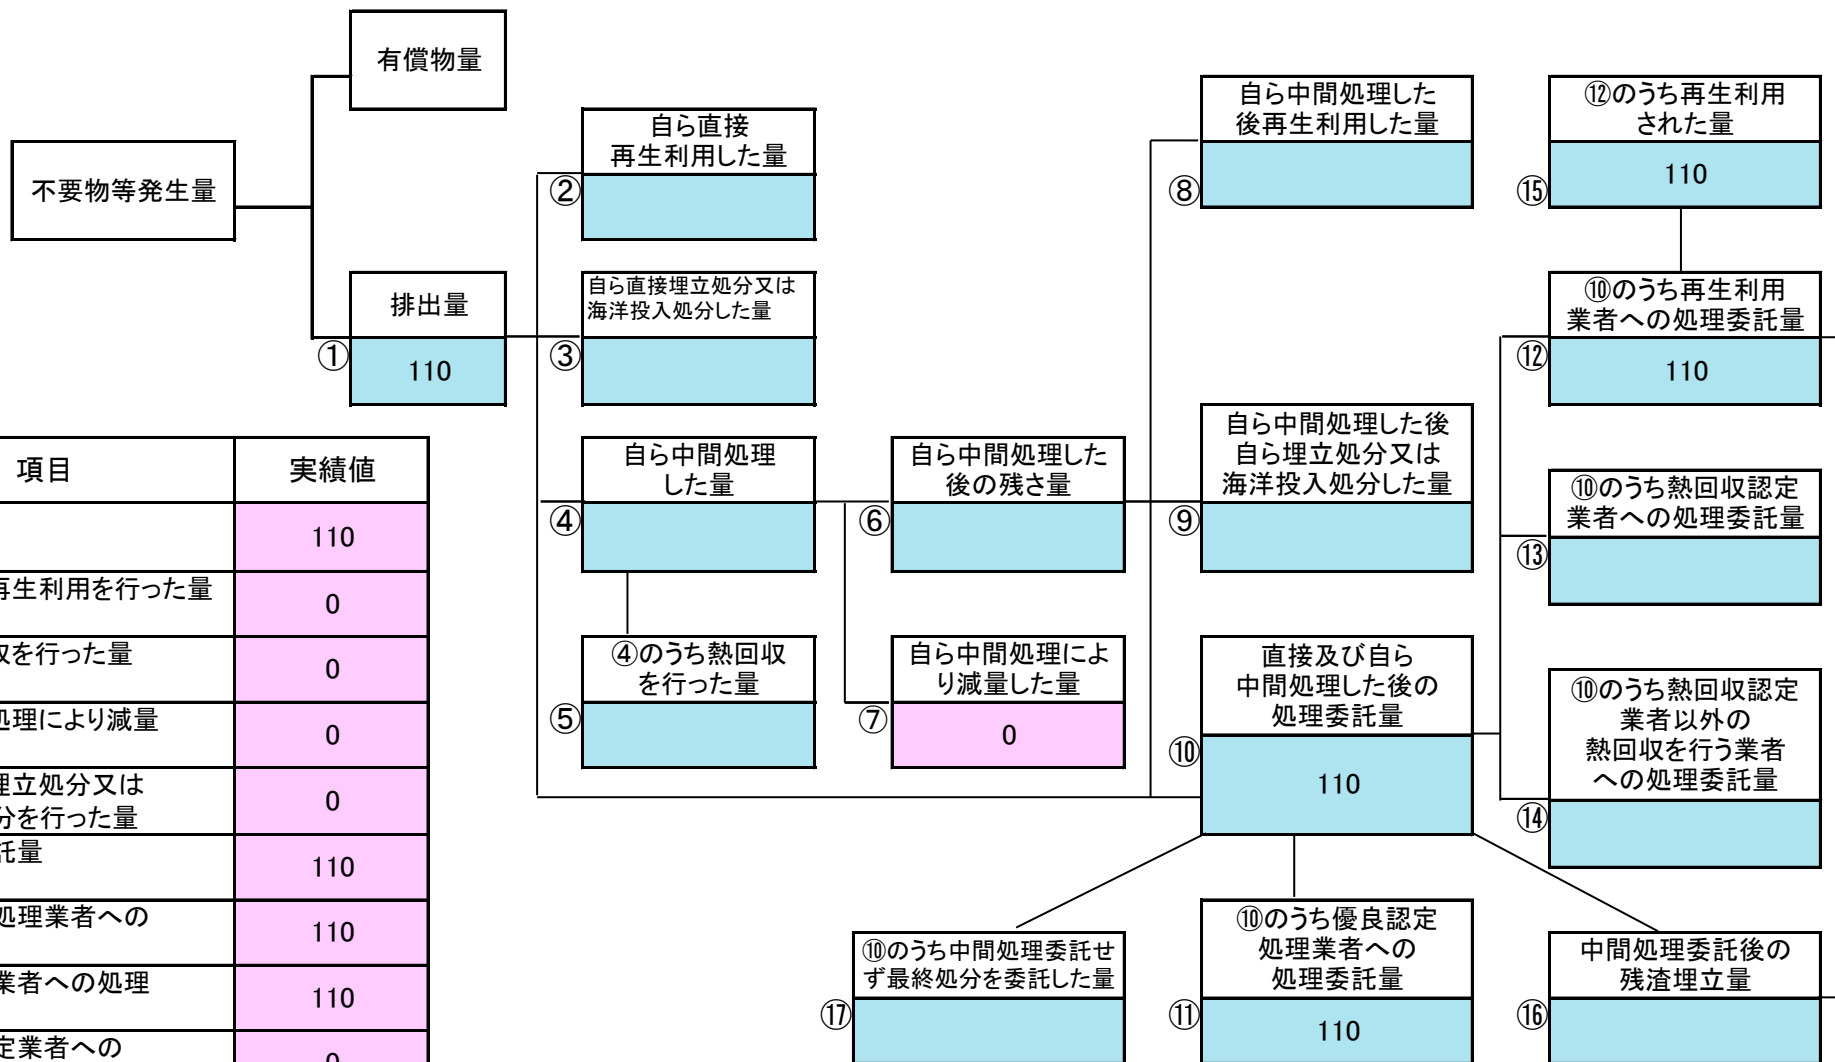 有償物量
不要物等発生量
排出量
①
110
自ら直接
再生利用した量
②
自ら直接埋立処分又は
海洋投入処分した量
③
自ら中間処理
した量
④
④のうち熱回収
を行った量
⑤
自ら中間処理した
後の残さ量
⑥
自ら中間処理によ
り減量した量
⑦
0
自ら中間処理した
後再生利用した量
⑧
自ら中間処理した後
自ら埋立処分又は
海洋投入処分した量
⑨
直接及び自ら
中間処理した後の
処理委託量
⑩
110
⑫のうち再生利用
された量
⑮
110
⑩のうち再生利用
業者への処理委託量
⑫
110
⑩のうち熱回収認定
業者への処理委託量
⑬
⑩のうち熱回収認定
業者以外の
熱回収を行う業者
への処理委託量
⑭
⑩のうち中間処理委託せ
ず最終処分を委託した量
⑰
⑩のうち優良認定
処理業者への
処理委託量
⑪
110
中間処理委託後の
残渣埋立量
⑯
項目 実績値
110
再生利用を行った量 0
を行った量 0
処理により減量 0
埋立処分又は
を行った量 0
託量 110
処理業者への 110
業者への処理 110
定業者への 0